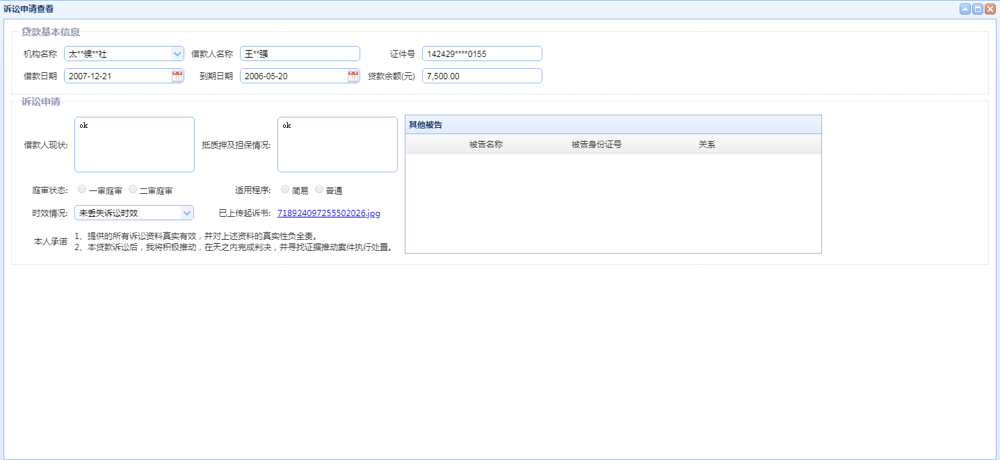 诉讼申请查看
贷款基本信息
机构名称 太**候**社 借款人名称 王**强 证件号 142429****0155
借款日期 2007-12-21 到期日期 2006-05-20 贷款余额(元) 7,500.00
诉讼申请
借款人现状: ok 抵质押及担保情况: ok
其他被告
被告名称 被告身份证号 关系
庭审状态: 一审庭审 二审庭审 适用程序: 简易 普通
时效情况: 未丢失诉讼时效 已上传起诉书: 718924097255502026.jpg
本人承诺
1、提供的所有诉讼资料真实有效，并对上述资料的真实性负全责。
2、本贷款诉讼后，我将积极推动，在天之内完成判决，并寻找证据推动案件执行处置。